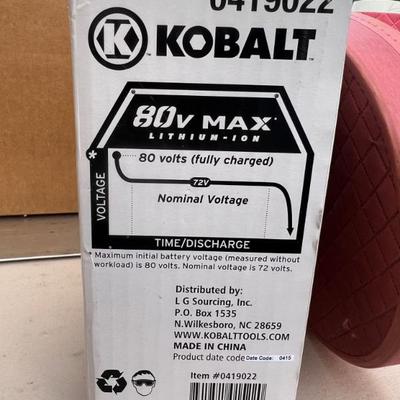 0419022
K KOBALT
80V MAX*
LITHIUM-ION
80 volts (fully charged)
72V
Nominal Voltage
* VOLTAGE
TIME/DISCHARGE
Maximum initial battery voltage (measured without
workload) is 80 volts. Nominal voltage is 72 volts.
Distributed by:
L G Sourcing, Inc.
P.O. Box 1535
N.Wilkesboro, NC 28659
WWW.KOBALTTOOLS.COM
MADE IN CHINA
Product date code Date Code: 0415
Item #0419022